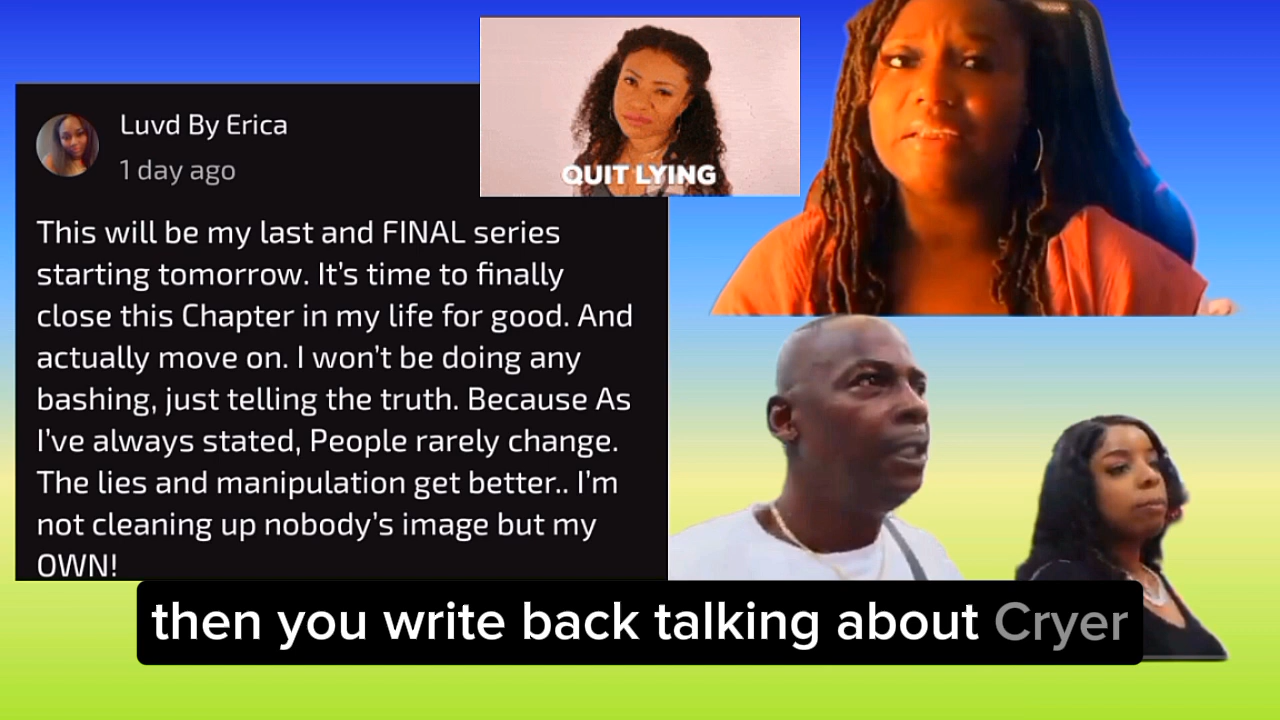 Luvd By Erica
1 day ago
This will be my last and FINAL series
starting tomorrow. It’s time to finally
close this Chapter in my life for good. And
actually move on. I won’t be doing any
bashing, just telling the truth. Because As
I’ve always stated, People rarely change.
The lies and manipulation get better.. I’m
not cleaning up nobody’s image but my
OWN!
QUIT LYING
then you write back talking about Cryer